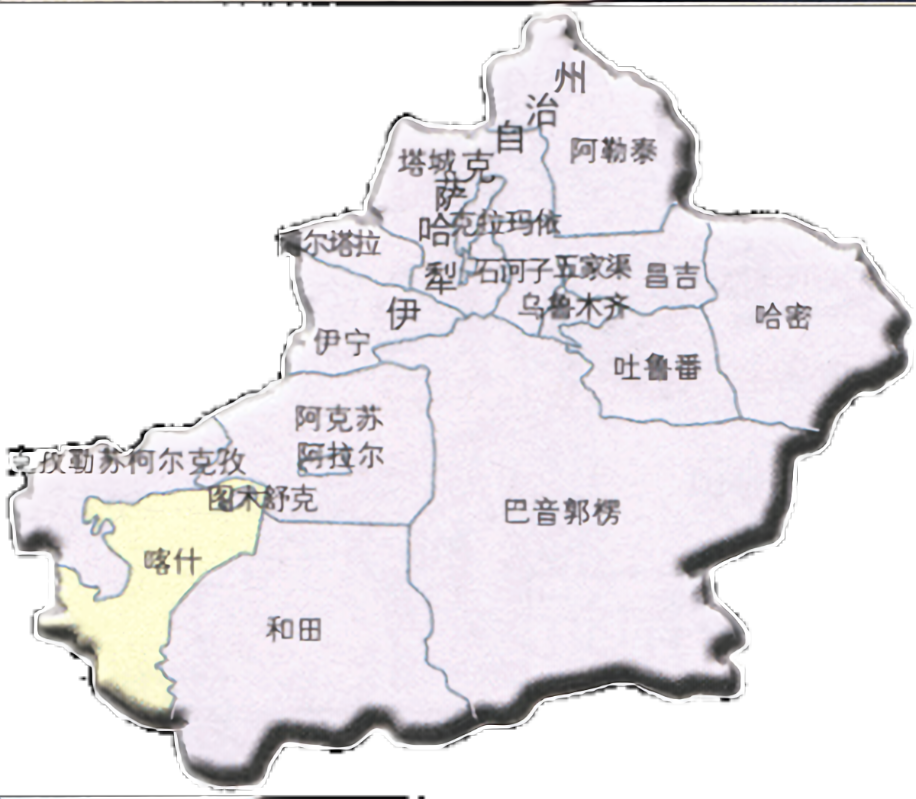 伊犁哈萨克自治州
阿勒泰
塔城
克拉玛依
尔塔拉
石河子
五家渠
昌吉
乌鲁木齐
哈密
伊宁
吐鲁番
阿克苏
阿拉尔
克孜勒苏柯尔克孜
图木舒克
巴音郭楞
喀什
和田